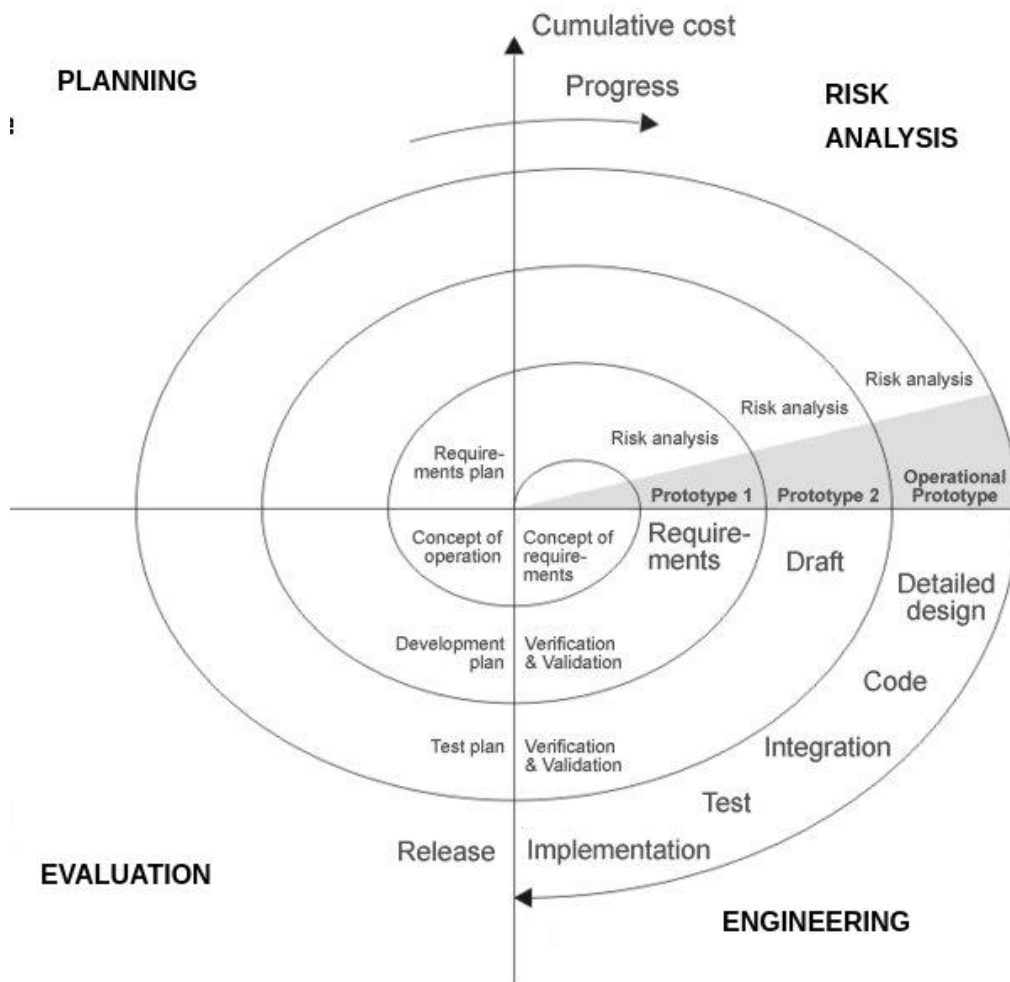 Cumulative cost
PLANNING
Progress
RISK
ANALYSIS
Risk analysis
Risk analysis
Risk analysis
Require-
ments plan
Operational
Prototype
Prototype 1
Prototype 2
Concept of
operation
Concept of
require-
ments
Require-
ments
Draft
Detailed
design
Development
plan
Verification
& Validation
Code
Test plan
Verification
& Validation
Integration
Test
Release
Implementation
EVALUATION
ENGINEERING